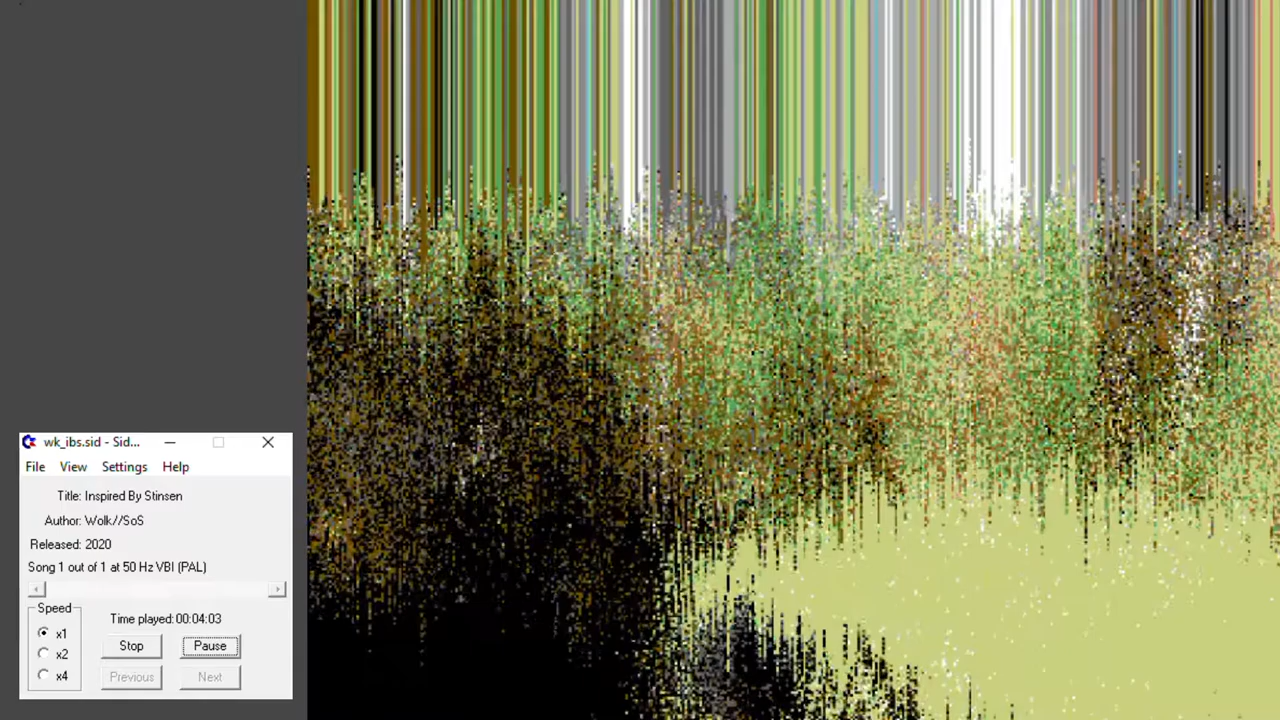 wk_ibs.sid - Sid...
File View Settings Help
Title: Inspired By Stinsen
Author: Wolk//SoS
Released: 2020
Song 1 out of 1 at 50 Hz VBI (PAL)
Speed
Time played: 00:04:03
x1
Stop Pause
x2
x4
Previous Next